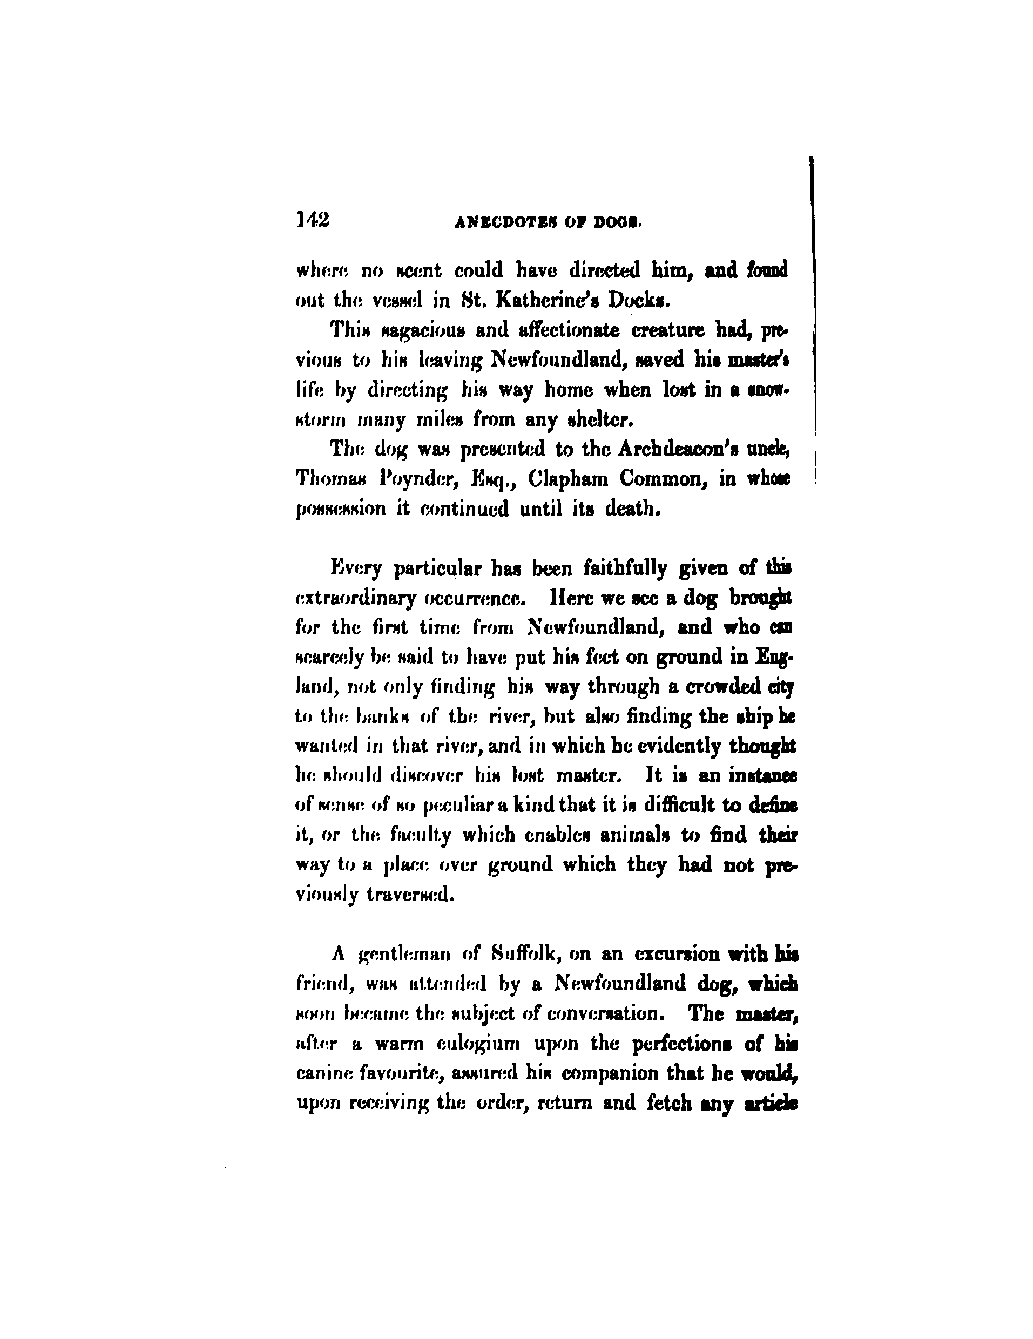 142 ANECDOTES OF DOGS.
where no scent could have directed him, and found
out the vessel in St. Katherine's Docks.
This sagacious and affectionate creature had, pre-
vious to his leaving Newfoundland, saved his master's
life by directing his way home when lost in a snow-
storm many miles from any shelter.
The dog was presented to the Archdeacon's uncle,
Thomas Poynder, Esq., Clapham Common, in whose
possession it continued until its death.
Every particular has been faithfully given of this
extraordinary occurrence. Here we see a dog brought
for the first time from Newfoundland, and who can
scarcely be said to have put his feet on ground in Eng-
land, not only finding his way through a crowded city
to the banks of the river, but also finding the ship he
wanted in that river, and in which he evidently thought
he should discover his lost master. It is an instance
of sense of so peculiar a kind that it is difficult to define
it, or the faculty which enables animals to find their
way to a place over ground which they had not pre-
viously traversed.
A gentleman of Suffolk, on an excursion with his
friend, was attended by a Newfoundland dog, which
soon became the subject of conversation. The master,
after a warm eulogium upon the perfections of his
canine favourite, assured his companion that he would,
upon receiving the order, return and fetch any article